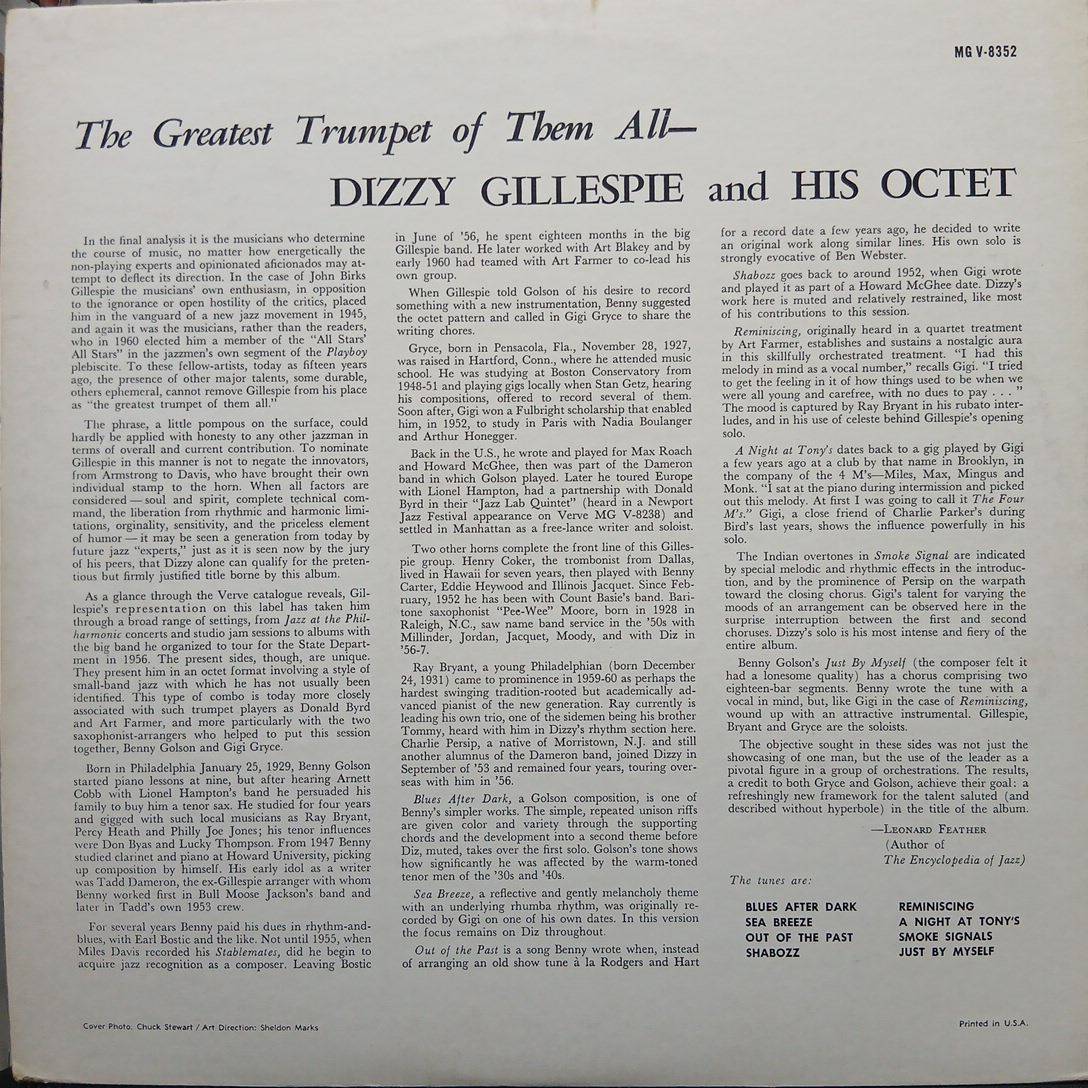 MG V-8352
The Greatest Trumpet of Them All—
DIZZY GILLESPIE and HIS OCTET
In the final analysis it is the musicians who determine
the course of music, no matter how energetically the
non-playing experts and opinionated aficionados may at-
tempt to deflect its direction. In the case of John Birks
Gillespie the musicians' own enthusiasm, in opposition
to the ignorance or open hostility of the critics, placed
him in the vanguard of a new jazz movement in 1945,
and again it was the musicians, rather than the readers,
who in 1960 elected him a member of the "All Stars'
All Stars" in the jazzmen's own segment of the Playboy
plebiscite. To these fellow-artists, today as fifteen years
ago, the presence of other major talents, some durable,
others ephemeral, cannot remove Gillespie from his place
as "the greatest trumpet of them all."
The phrase, a little pompous on the surface, could
hardly be applied with honesty to any other jazzman in
terms of overall and current contribution. To nominate
Gillespie in this manner is not to negate the innovators,
from Armstrong to Davis, who have brought their own
individual stamp to the horn. When all factors are
considered — soul and spirit, complete technical com-
mand, the liberation from rhythmic and harmonic limi-
tations, orginality, sensitivity, and the priceless element
of humor — it may be seen a generation from today by
future jazz "experts," just as it is seen now by the jury
of his peers, that Dizzy alone can qualify for the preten-
tious but firmly justified title borne by this album.
As a glance through the Verve catalogue reveals, Gil-
lespie's representation on this label has taken him
through a broad range of settings, from Jazz at the Phil-
harmonic concerts and studio jam sessions to albums with
the big band he organized to tour for the State Depart-
ment in 1956. The present sides, though, are unique.
They present him in an octet format involving a style of
small-band jazz with which he has not usually been
identified. This type of combo is today more closely
associated with such trumpet players as Donald Byrd
and Art Farmer, and more particularly with the two
saxophonist-arrangers who helped to put this session
together, Benny Golson and Gigi Gryce.
Born in Philadelphia January 25, 1929, Benny Golson
started piano lessons at nine, but after hearing Arnett
Cobb with Lionel Hampton's band he persuaded his
family to buy him a tenor sax. He studied for four years
and gigged with such local musicians as Ray Bryant,
Percy Heath and Philly Joe Jones; his tenor influences
were Don Byas and Lucky Thompson. From 1947 Benny
studied clarinet and piano at Howard University, picking
up composition by himself. His early idol as a writer
was Tadd Dameron, the ex-Gillespie arranger with whom
Benny worked first in Bull Moose Jackson's band and
later in Tadd's own 1953 crew.
For several years Benny paid his dues in rhythm-and-
blues, with Earl Bostic and the like. Not until 1955, when
Miles Davis recorded his Stablemates, did he begin to
acquire jazz recognition as a composer. Leaving Bostic
in June of '56, he spent eighteen months in the big
Gillespie band. He later worked with Art Blakey and by
early 1960 had teamed with Art Farmer to co-lead his
own group.
When Gillespie told Golson of his desire to record
something with a new instrumentation, Benny suggested
the octet pattern and called in Gigi Gryce to share the
writing chores.
Gryce, born in Pensacola, Fla., November 28, 1927,
was raised in Hartford, Conn., where he attended music
school. He was studying at Boston Conservatory from
1948-51 and playing gigs locally when Stan Getz, hearing
his compositions, offered to record several of them.
Soon after, Gigi won a Fulbright scholarship that enabled
him, in 1952, to study in Paris with Nadia Boulanger
and Arthur Honegger.
Back in the U.S., he wrote and played for Max Roach
and Howard McGhee, then was part of the Dameron
band in which Golson played. Later he toured Europe
with Lionel Hampton, had a partnership with Donald
Byrd in their "Jazz Lab Quintet" (heard in a Newport
Jazz Festival appearance on Verve MG V-8238) and
settled in Manhattan as a free-lance writer and soloist.
Two other horns complete the front line of this Gilles-
pie group. Henry Coker, the trombonist from Dallas,
lived in Hawaii for seven years, then played with Benny
Carter, Eddie Heywood and Illinois Jacquet. Since Feb-
ruary, 1952 he has been with Count Basie's band. Bari-
tone saxophonist "Pee-Wee" Moore, born in 1928 in
Raleigh, N.C., saw name band service in the '50s with
Millinder, Jordan, Jacquet, Moody, and with Diz in
'56-7.
Ray Bryant, a young Philadelphian (born December
24, 1931) came to prominence in 1959-60 as perhaps the
hardest swinging tradition-rooted but academically ad-
vanced pianist of the new generation. Ray currently is
leading his own trio, one of the sidemen being his brother
Tommy, heard with him in Dizzy's rhythm section here.
Charlie Persip, a native of Morristown, N.J. and still
another alumnus of the Dameron band, joined Dizzy in
September of '53 and remained four years, touring over-
seas with him in '56.
Blues After Dark, a Golson composition, is one of
Benny's simpler works. The simple, repeated unison riffs
are given color and variety through the supporting
chords and the development into a second theme before
Diz, muted, takes over the first solo. Golson's tone shows
how significantly he was affected by the warm-toned
tenor men of the '30s and '40s.
Sea Breeze, a reflective and gently melancholy theme
with an underlying rhumba rhythm, was originally re-
corded by Gigi on one of his own dates. In this version
the focus remains on Diz throughout.
Out of the Past is a song Benny wrote when, instead
of arranging an old show tune à la Rodgers and Hart
for a record date a few years ago, he decided to write
an original work along similar lines. His own solo is
strongly evocative of Ben Webster.
Shabozz goes back to around 1952, when Gigi wrote
and played it as part of a Howard McGhee date. Dizzy's
work here is muted and relatively restrained, like most
of his contributions to this session.
Reminiscing, originally heard in a quartet treatment
by Art Farmer, establishes and sustains a nostalgic aura
in this skillfully orchestrated treatment. "I had this
melody in mind as a vocal number," recalls Gigi. "I tried
to get the feeling in it of how things used to be when we
were all young and carefree, with no dues to pay . . . "
The mood is captured by Ray Bryant in his rubato inter-
ludes, and in his use of celeste behind Gillespie's opening
solo.
A Night at Tony's dates back to a gig played by Gigi
a few years ago at a club by that name in Brooklyn, in
the company of the 4 M's—Miles, Max, Mingus and
Monk. "I sat at the piano during intermission and picked
out this melody. At first I was going to call it The Four
M's." Gigi, a close friend of Charlie Parker's during
Bird's last years, shows the influence powerfully in his
solo.
The Indian overtones in Smoke Signal are indicated
by special melodic and rhythmic effects in the introduc-
tion, and by the prominence of Persip on the warpath
toward the closing chorus. Gigi's talent for varying the
moods of an arrangement can be observed here in the
surprise interruption between the first and second
choruses. Dizzy's solo is his most intense and fiery of the
entire album.
Benny Golson's Just By Myself (the composer felt it
had a lonesome quality) has a chorus comprising two
eighteen-bar segments. Benny wrote the tune with a
vocal in mind, but, like Gigi in the case of Reminiscing,
wound up with an attractive instrumental. Gillespie,
Bryant and Gryce are the soloists.
The objective sought in these sides was not just the
showcasing of one man, but the use of the leader as a
pivotal figure in a group of orchestrations. The results,
a credit to both Gryce and Golson, achieve their goal: a
refreshingly new framework for the talent saluted (and
described without hyperbole) in the title of the album.
—LEONARD FEATHER
(Author of
The Encyclopedia of Jazz)
The tunes are:
BLUES AFTER DARK
SEA BREEZE
OUT OF THE PAST
SHABOZZ
REMINISCING
A NIGHT AT TONY'S
SMOKE SIGNALS
JUST BY MYSELF
Cover Photo: Chuck Stewart / Art Direction: Sheldon Marks
Printed in U.S.A.